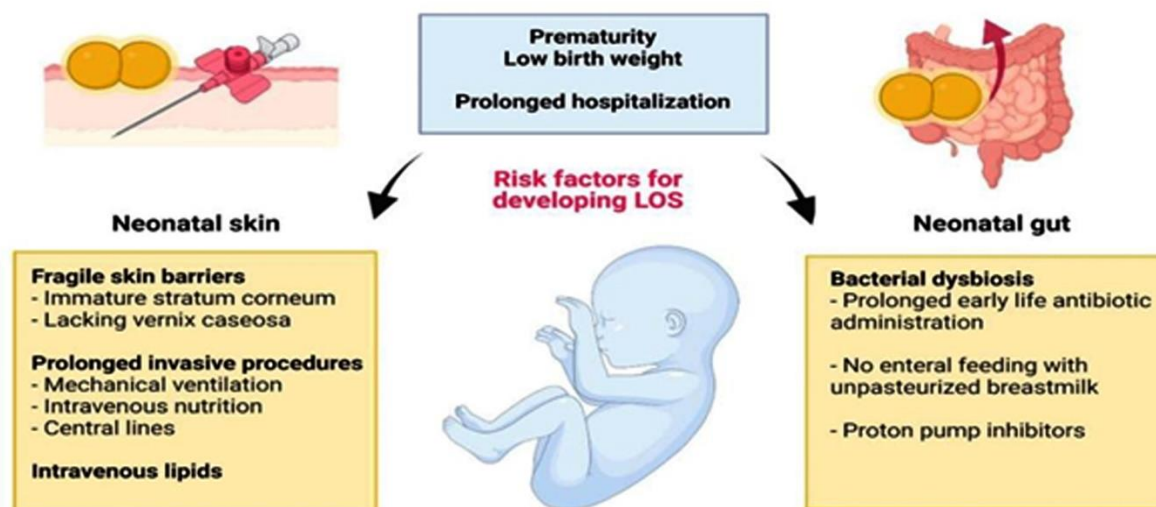 Prematurity
Low birth weight
Prolonged hospitalization
Risk factors for
developing LOS
Neonatal skin
Fragile skin barriers
- Immature stratum corneum
- Lacking vernix caseosa
Prolonged invasive procedures
- Mechanical ventilation
- Intravenous nutrition
- Central lines
Intravenous lipids
Neonatal gut
Bacterial dysbiosis
- Prolonged early life antibiotic
administration
- No enteral feeding with
unpasteurized breastmilk
- Proton pump inhibitors